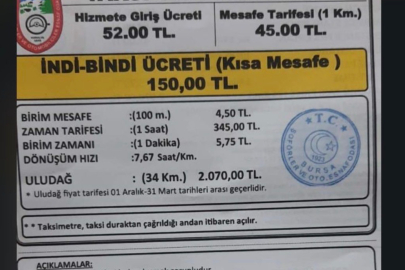 Hizmete Giriş Ücreti
52.00 TL.
Mesafe Tarifesi (1 Km.)
45.00 TL.
İNDİ-BİNDİ ÜCRETİ (Kısa Mesafe )
150,00 TL.
BİRİM MESAFE :(100 m.) 4,50 TL.
ZAMAN TARİFESİ :(1 Saat) 345,00 TL.
BİRİM ZAMANI :(1 Dakika) 5,75 TL.
DÖNÜŞÜM HIZI :7,67 Saat/Km.
ULUDAĞ : (34 Km.) 2.070,00 TL.
* Uludağ fiyat tarifesi 01 Aralık-31 Mart tarihleri arası geçerlidir.
T.C
BURSA
* * Taksimetre, taksi duraktan çağrıldığı andan itibaren açılır.
AÇIKLAMALAR: